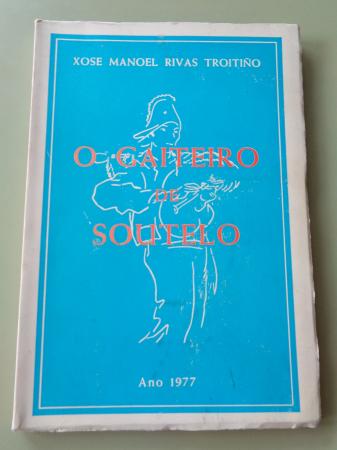 XOSE MANOEL RIVAS TROITIÑO
O GAITEIRO
DE
SOUTELO
Ano 1977